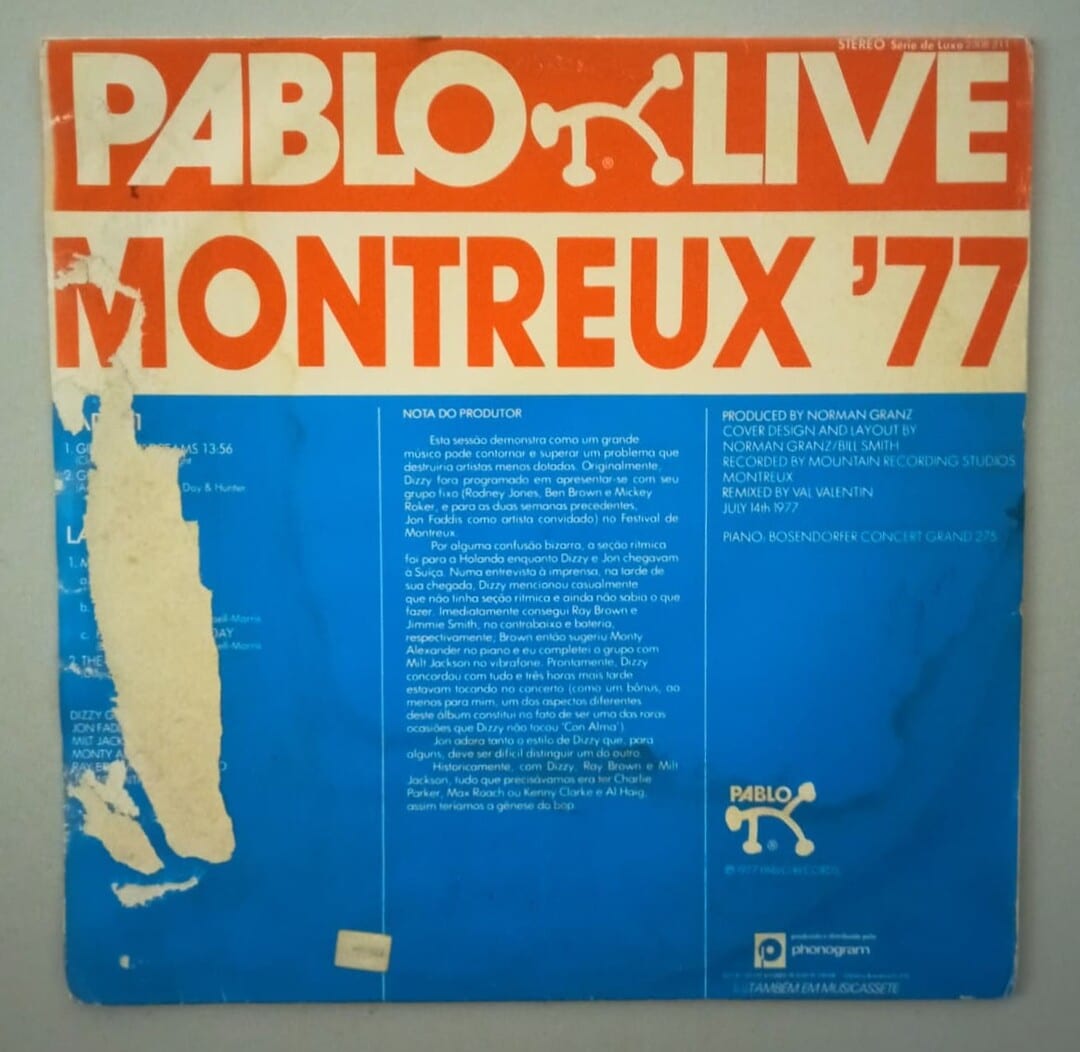 STEREO Série de Luxo
PABLO LIVE
MONTREUX '77
13:56
Day & Hunter
DAY
2. THE
DIZZY
JON
MILT
MONTY
NOTA DO PRODUTOR
Esta sessão demonstra como um grande
músico pode contornar e superar um problema que
destruiria artistas menos dotados. Originalmente,
Dizzy fora programado em apresentar-se com seu
grupo fixo (Rodney Jones, Ben Brown e Mickey
Roker, e para as duas semanas precedentes,
Jon Faddis como artista convidado) no Festival de
Montreux.
Por alguma confusão bizarra, a seção rítmica
foi para a Holanda enquanto Dizzy e Jon chegavam
à Suíça. Numa entrevista à imprensa, na tarde de
sua chegada, Dizzy mencionou casualmente
que não tinha seção rítmica e ainda não sabia o que
fazer. Imediatamente consegui Ray Brown e
Jimmie Smith, no contrabaixo e bateria,
respectivamente; Brown então sugeriu Monty
Alexander no piano e eu completei o grupo com
Milt Jackson no vibrafone. Prontamente, Dizzy
concordou com tudo e três horas mais tarde
estavam tocando no concerto (como um bônus, ao
menos para mim, um dos aspectos diferentes
deste álbum constitui no fato de ser uma das raras
ocasiões que Dizzy não tocou 'Con Alma').
Jon adora tanto o estilo de Dizzy que, para
alguns, deve ser difícil distinguir um do outro.
Historicamente, com Dizzy, Ray Brown e Milt
Jackson, tudo que precisávamos era ter Charlie
Parker, Max Roach ou Kenny Clarke e Al Haig,
assim teríamos a gênese do bop.
PRODUCED BY NORMAN GRANZ
COVER DESIGN AND LAYOUT BY
NORMAN GRANZ/BILL SMITH
RECORDED BY MOUNTAIN RECORDING STUDIOS
MONTREUX
REMIXED BY VAL VALENTIN
JULY 14th 1977
PIANO: BOSENDORFER CONCERT GRAND 275
PABLO
®
℗ 1977 PABLO RECORDS
produzido e distribuído pela
phonogram
TAMBÉM EM MUSICASSETE